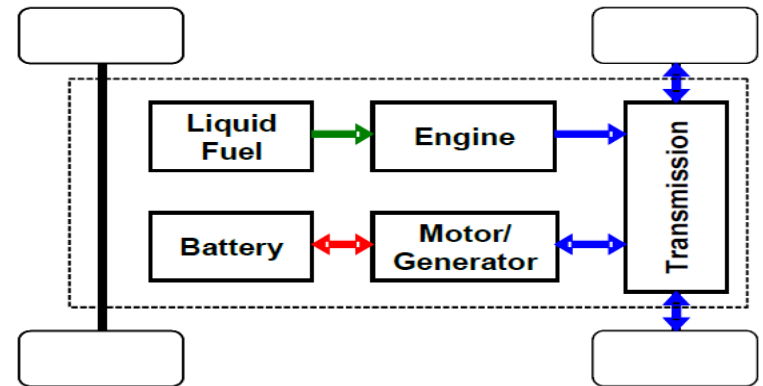 Liquid
Fuel
Engine
Battery
Motor/
Generator
Transmission